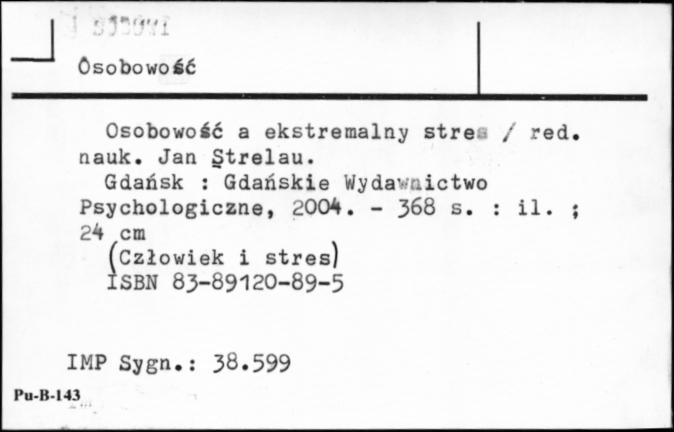 Osobowość
Osobowość a ekstremalny stres / red.
nauk. Jan Strelau.
Gdańsk : Gdańskie Wydawnictwo
Psychologiczne, 2004. - 368 s. : il. ;
24 cm
(Człowiek i stres)
ISBN 83-89120-89-5
IMP Sygn.: 38.599
Pu-B-143